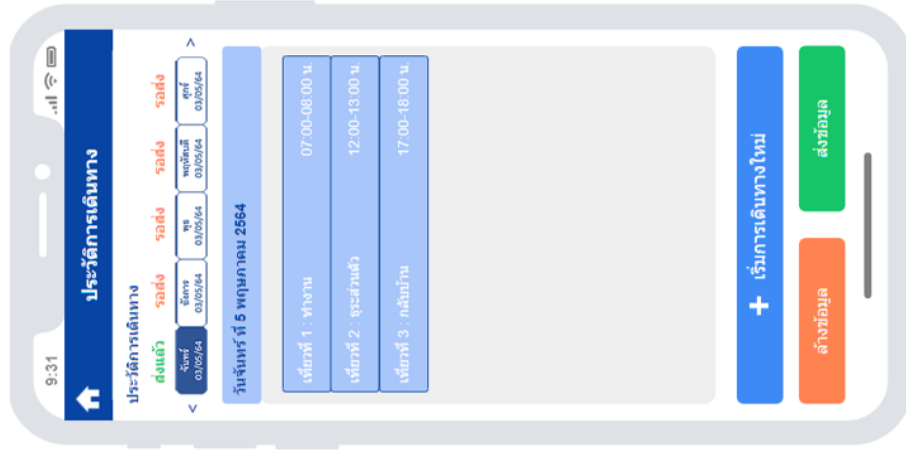 9:31
ประวัติการเดินทาง
ประวัติการเดินทาง
ส่งแล้ว รอส่ง รอส่ง รอส่ง รอส่ง
< จันทร์ อังคาร พุธ พฤหัสบดี ศุกร์ >
03/05/64 03/05/64 03/05/64 03/05/64 03/05/64
วันจันทร์ ที่ 5 พฤษภาคม 2564
เที่ยวที่ 1 : ทำงาน 07:00-08:00 น.
เที่ยวที่ 2 : ธุระส่วนตัว 12:00-13:00 น.
เที่ยวที่ 3 : กลับบ้าน 17:00-18:00 น.
+ เริ่มการเดินทางใหม่
ล้างข้อมูล ส่งข้อมูล